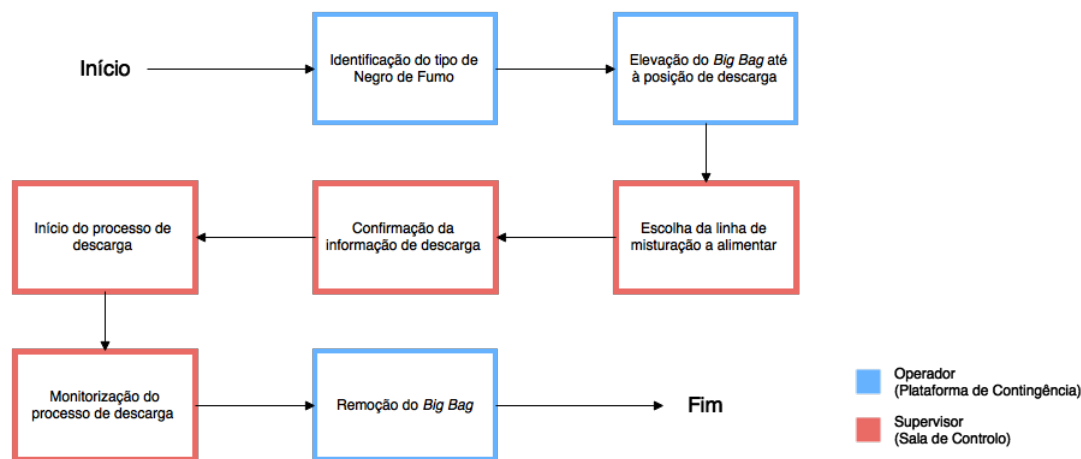 Início
Identificação do tipo de
Negro de Fumo
Elevação do Big Bag até
à posição de descarga
Início do processo de
descarga
Confirmação da
informação de descarga
Escolha da linha de
misturação a alimentar
Monitorização do
processo de descarga
Remoção do Big Bag
Fim
Operador
(Plataforma de Contingência)
Supervisor
(Sala de Controlo)